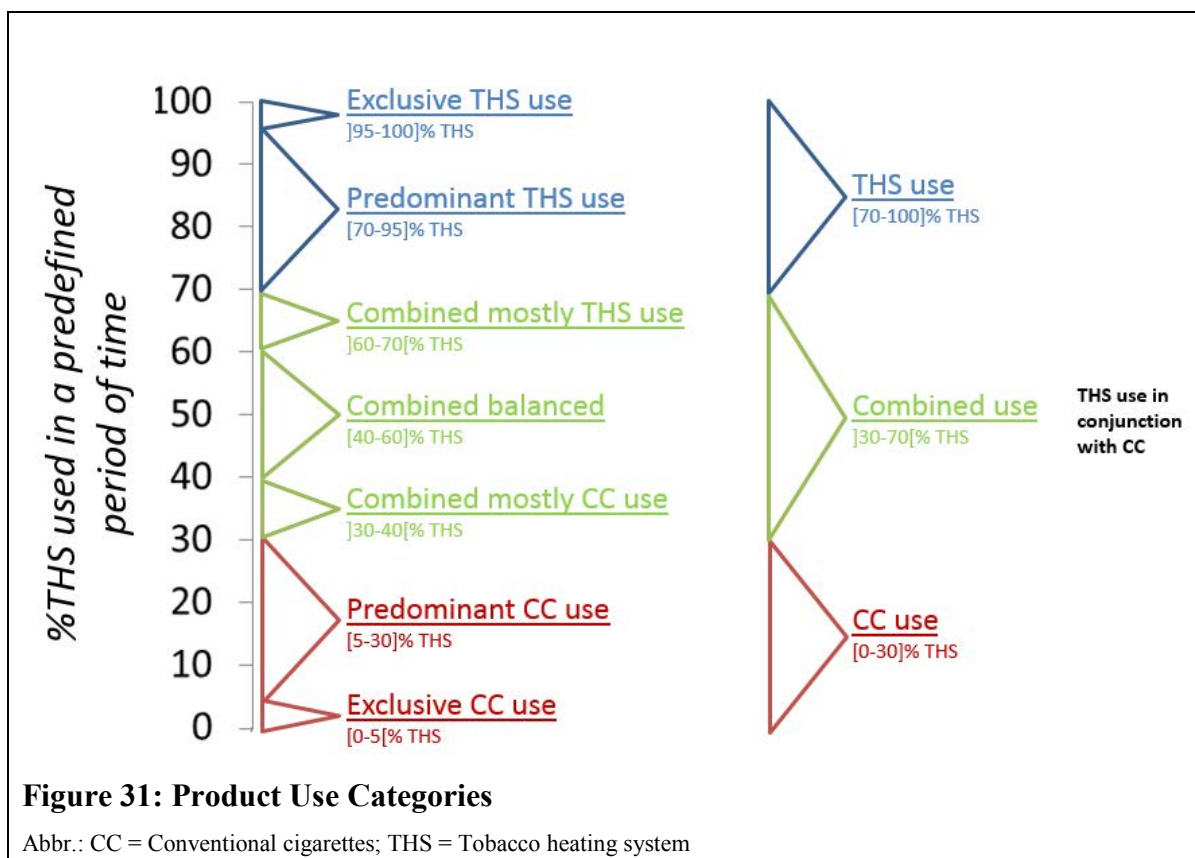 %THS used in a predefined
period of time
100
90
80
70
60
50
40
30
20
10
0
Exclusive THS use
]95-100]% THS
Predominant THS use
[70-95]% THS
Combined mostly THS use
]60-70[% THS
Combined balanced
[40-60]% THS
Combined mostly CC use
]30-40[% THS
Predominant CC use
[5-30]% THS
Exclusive CC use
[0-5[% THS
THS use
[70-100]% THS
Combined use
]30-70[% THS
CC use
[0-30]% THS
THS use in
conjunction
with CC
Figure 31: Product Use Categories
Abbr.: CC = Conventional cigarettes; THS = Tobacco heating system